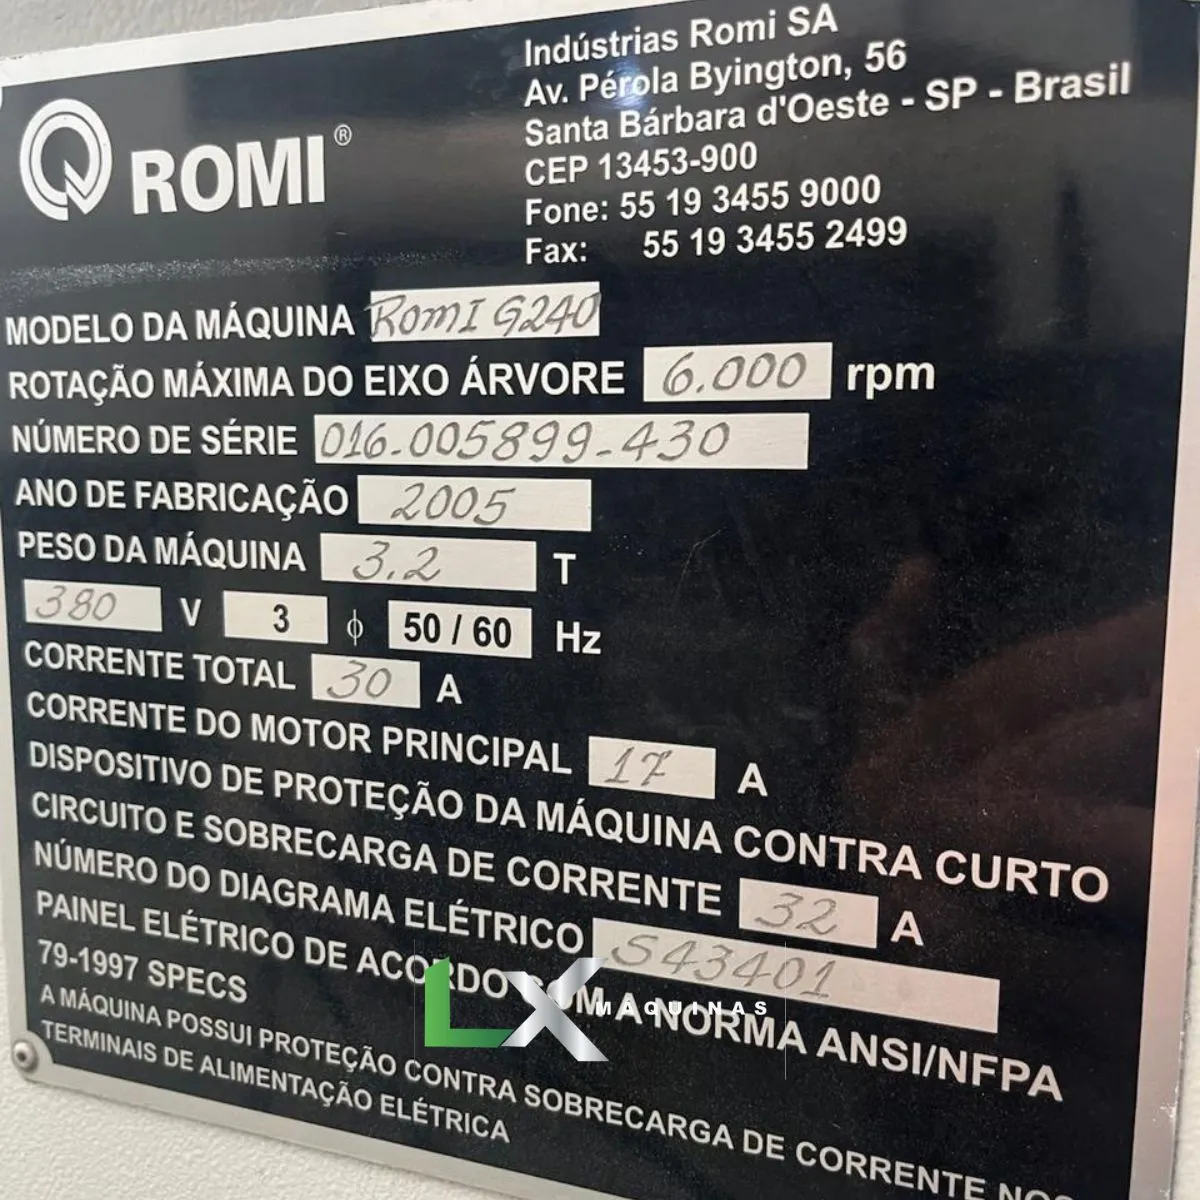 ROMI®
Indústrias Romi SA
Av. Pérola Byington, 56
Santa Bárbara d'Oeste - SP - Brasil
CEP 13453-900
Fone: 55 19 3455 9000
Fax: 55 19 3455 2499
MODELO DA MÁQUINA ROMI G240
ROTAÇÃO MÁXIMA DO EIXO ÁRVORE 6.000 rpm
NÚMERO DE SÉRIE 016.005899-430
ANO DE FABRICAÇÃO 2005
PESO DA MÁQUINA 3.2 T
380 V 3 ϕ 50 / 60 Hz
CORRENTE TOTAL 30 A
CORRENTE DO MOTOR PRINCIPAL 17 A
DISPOSITIVO DE PROTEÇÃO DA MÁQUINA CONTRA CURTO
CIRCUITO E SOBRECARGA DE CORRENTE 32 A
NÚMERO DO DIAGRAMA ELÉTRICO S43401
PAINEL ELÉTRICO DE ACORDO COM A NORMA ANSI/NFPA
79-1997 SPECS
A MÁQUINA POSSUI PROTEÇÃO CONTRA SOBRECARGA DE CORRENTE NOS
TERMINAIS DE ALIMENTAÇÃO ELÉTRICA
LX MÁQUINAS